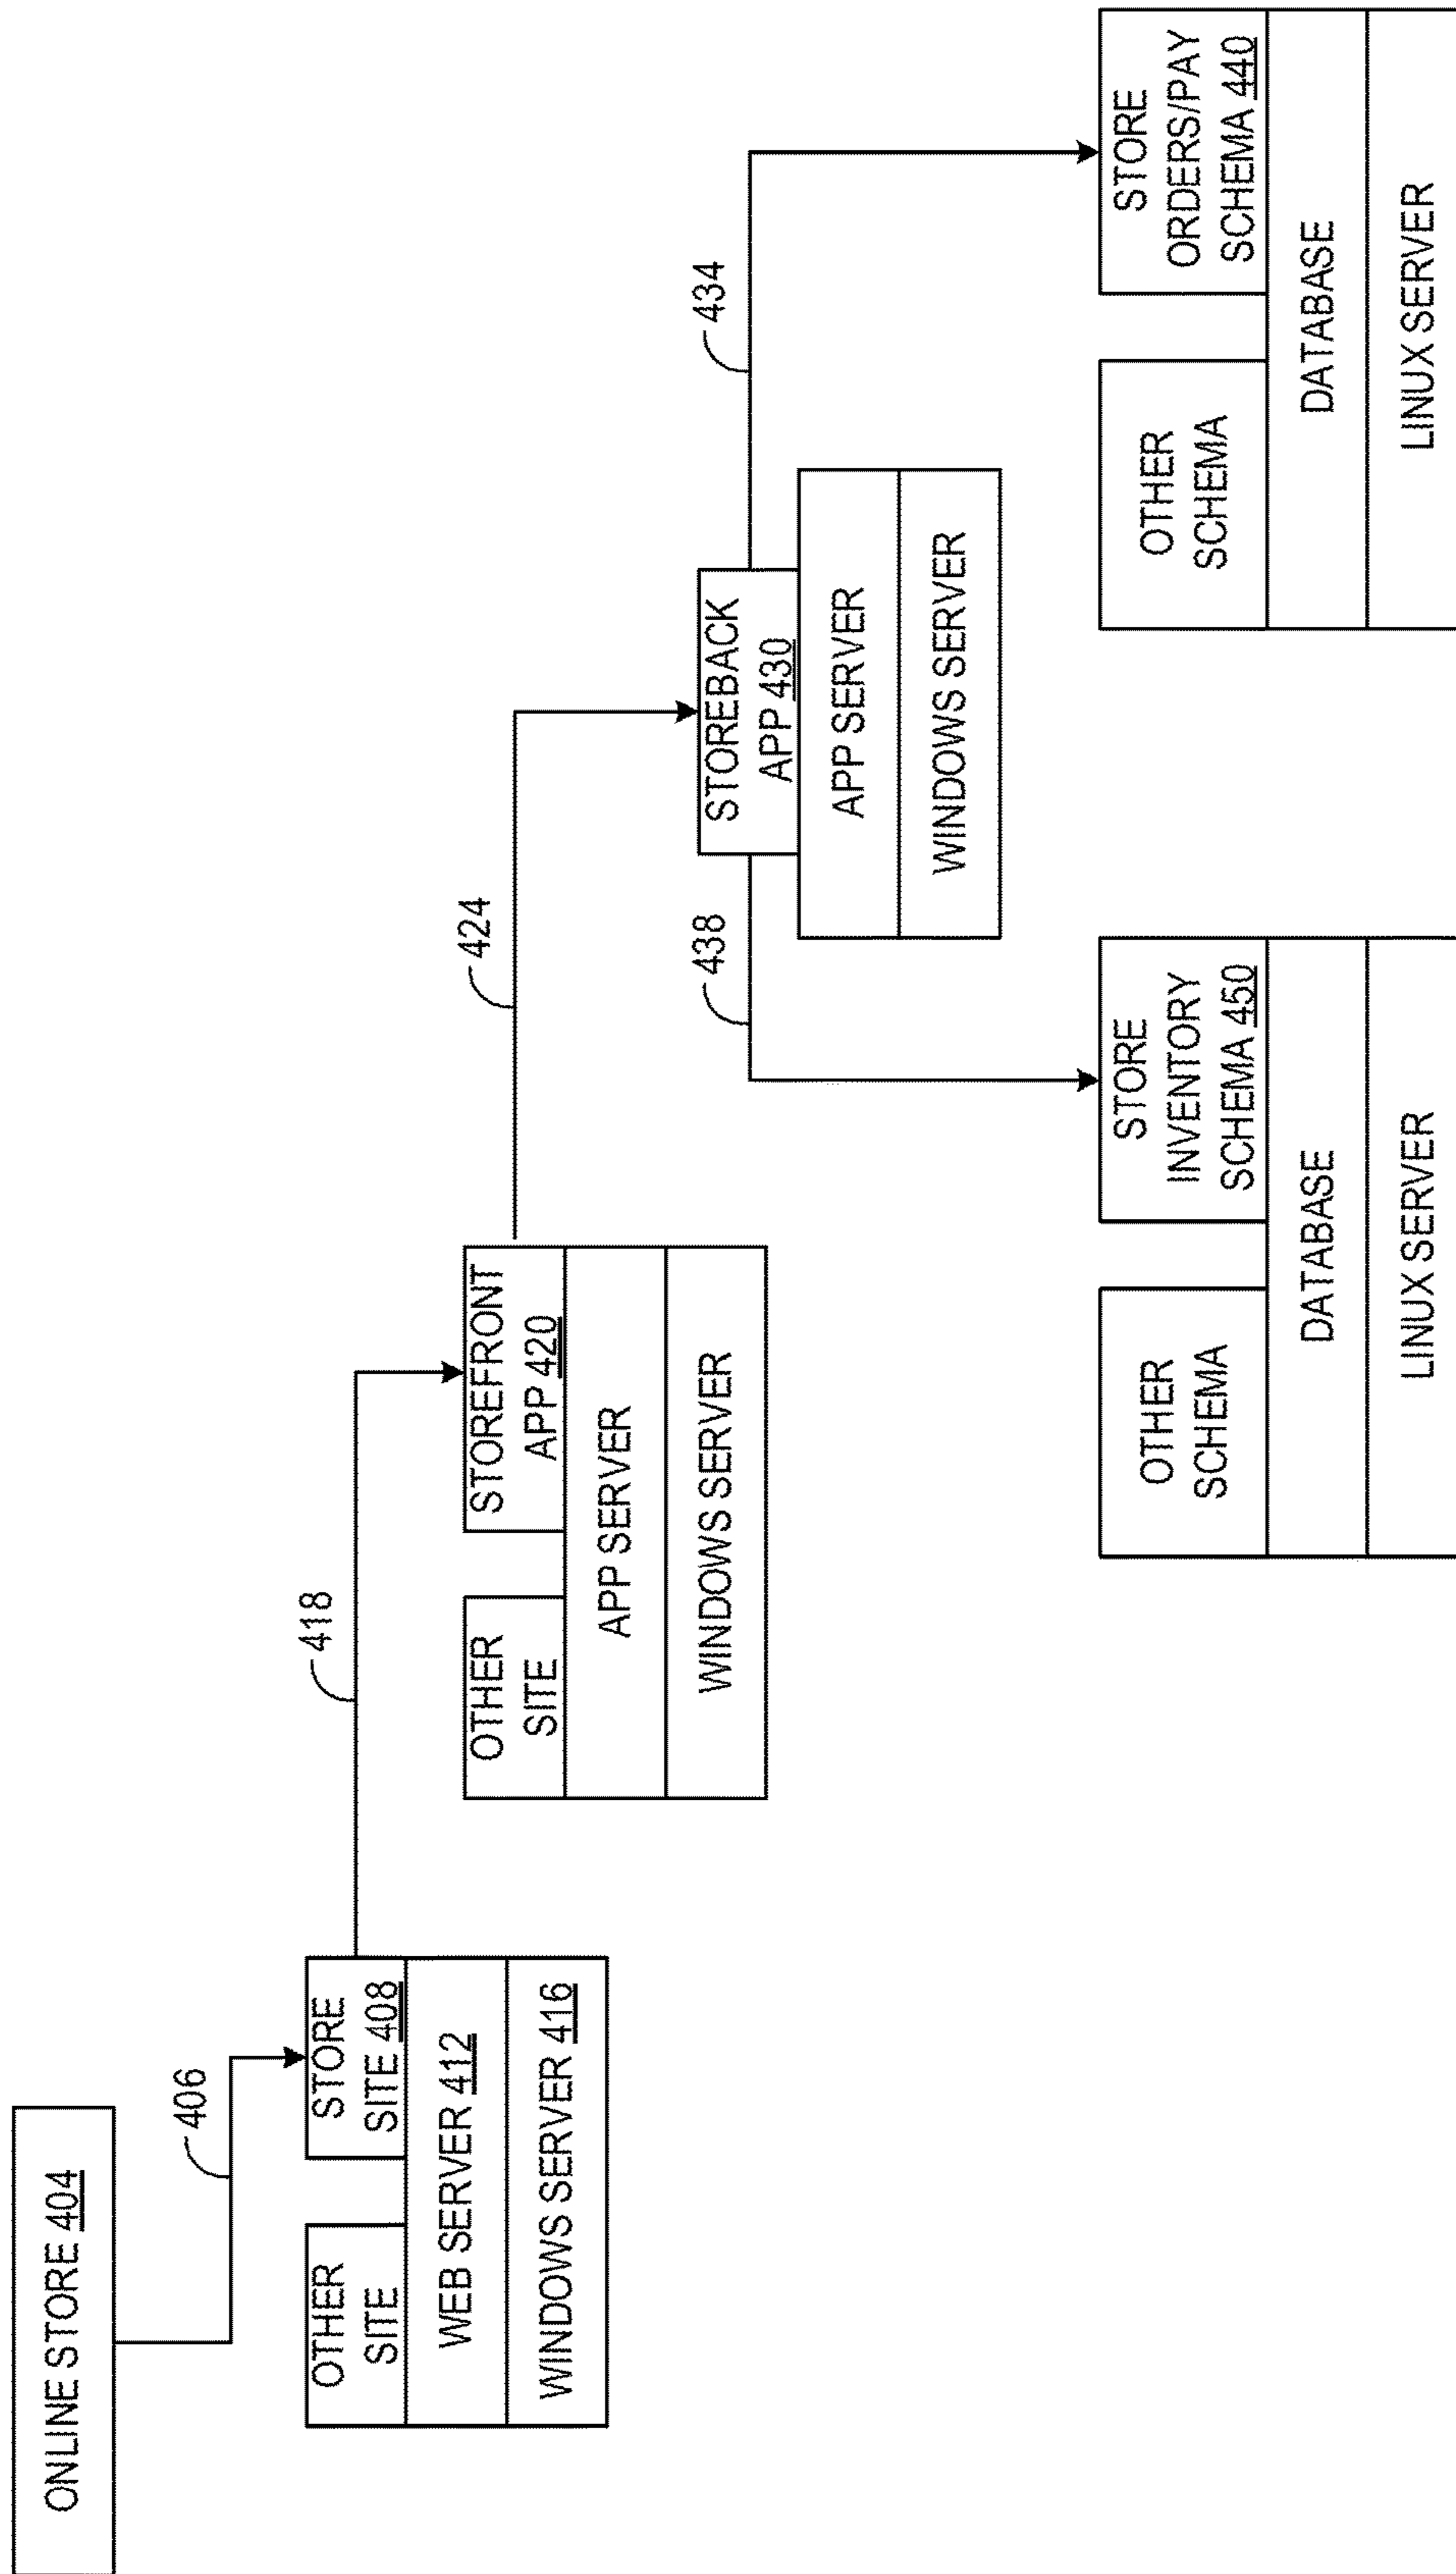 ONLINE STORE 404
406
OTHER
SITE
STORE
SITE 408
WEB SERVER 412
WINDOWS SERVER 416
418
OTHER
SITE
STOREFRONT
APP 420
APP SERVER
WINDOWS SERVER
424
STOREBACK
APP 430
APP SERVER
WINDOWS SERVER
438
434
OTHER
SCHEMA
STORE
INVENTORY
SCHEMA 450
DATABASE
LINUX SERVER
OTHER
SCHEMA
STORE
ORDERS/PAY
SCHEMA 440
DATABASE
LINUX SERVER